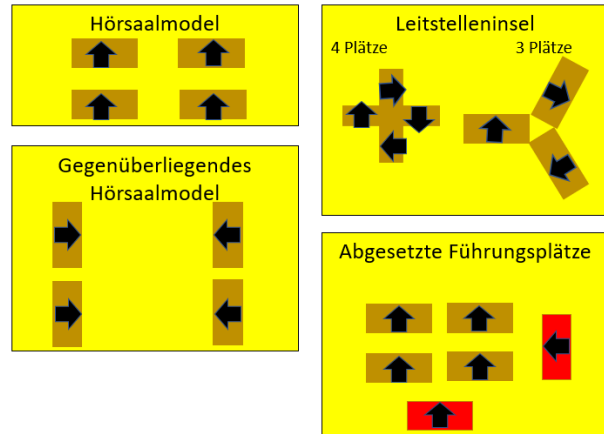 Hörsaalmodel
Leitstelleninsel
4 Plätze
3 Plätze
Gegenüberliegendes
Hörsaalmodel
Abgesetzte Führungsplätze